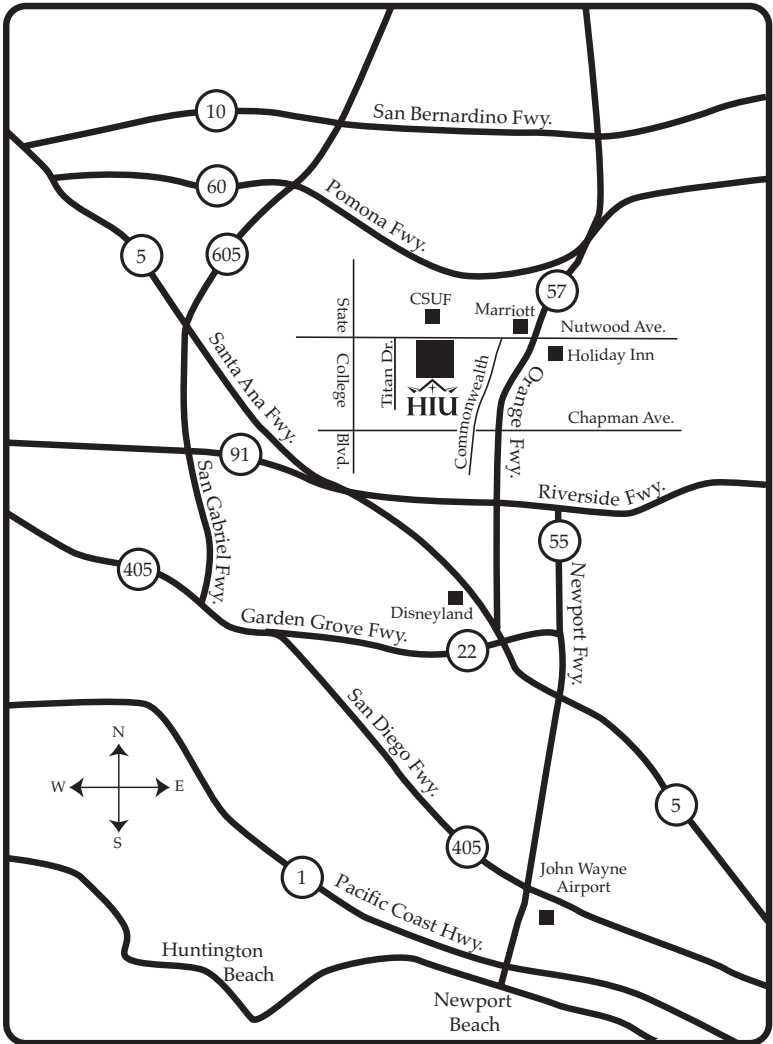 10
San Bernardino Fwy.
60
Pomona Fwy.
5
605
57
CSUF
Marriott
Nutwood Ave.
Holiday Inn
State
College
Blvd.
Titan Dr.
HIU
Commonwealth
Orange Fwy.
Chapman Ave.
Santa Ana Fwy.
91
San Gabriel Fwy.
Riverside Fwy.
55
Newport Fwy.
405
Disneyland
Garden Grove Fwy.
22
San Diego Fwy.
N
W
E
S
5
405
John Wayne
Airport
1
Pacific Coast Hwy.
Huntington
Beach
Newport
Beach